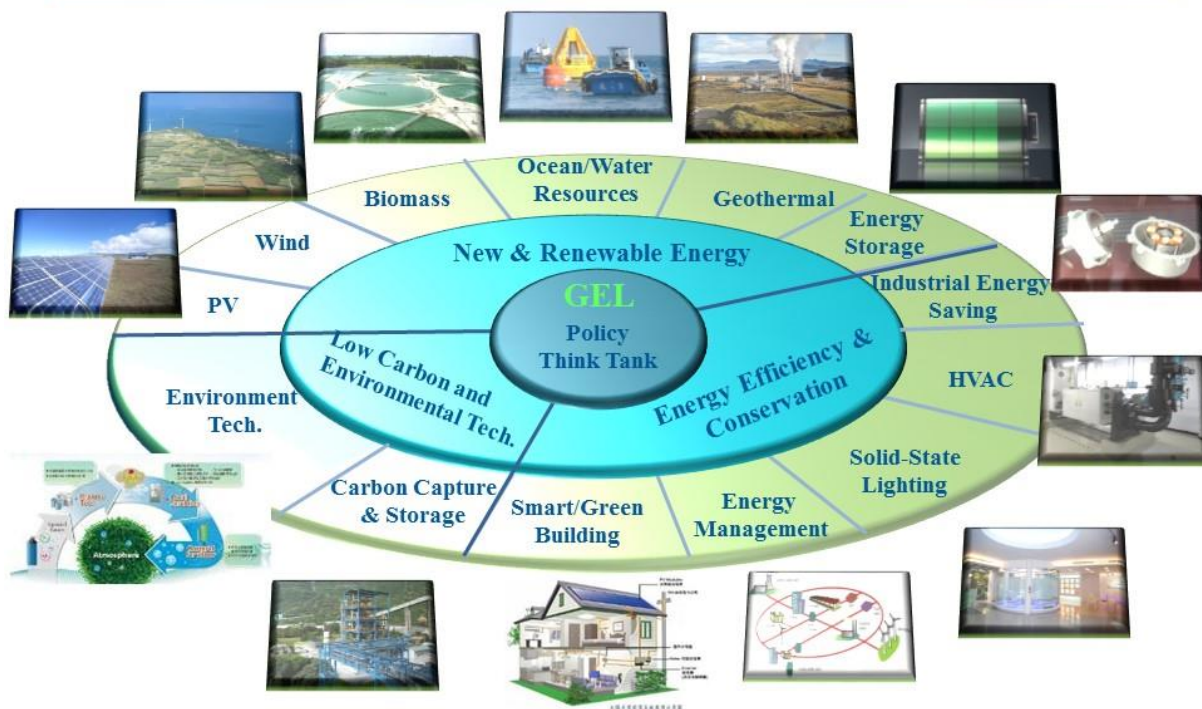 Ocean/Water
Resources
Biomass
Geothermal
Wind
Energy
Storage
New & Renewable Energy
PV
GEL
Policy
Think Tank
Industrial Energy
Saving
Low Carbon and
Environmental Tech.
Energy Efficiency &
Conservation
HVAC
Environment
Tech.
Solid-State
Lighting
Carbon Capture
& Storage
Smart/Green
Building
Energy
Management
Atmosphere